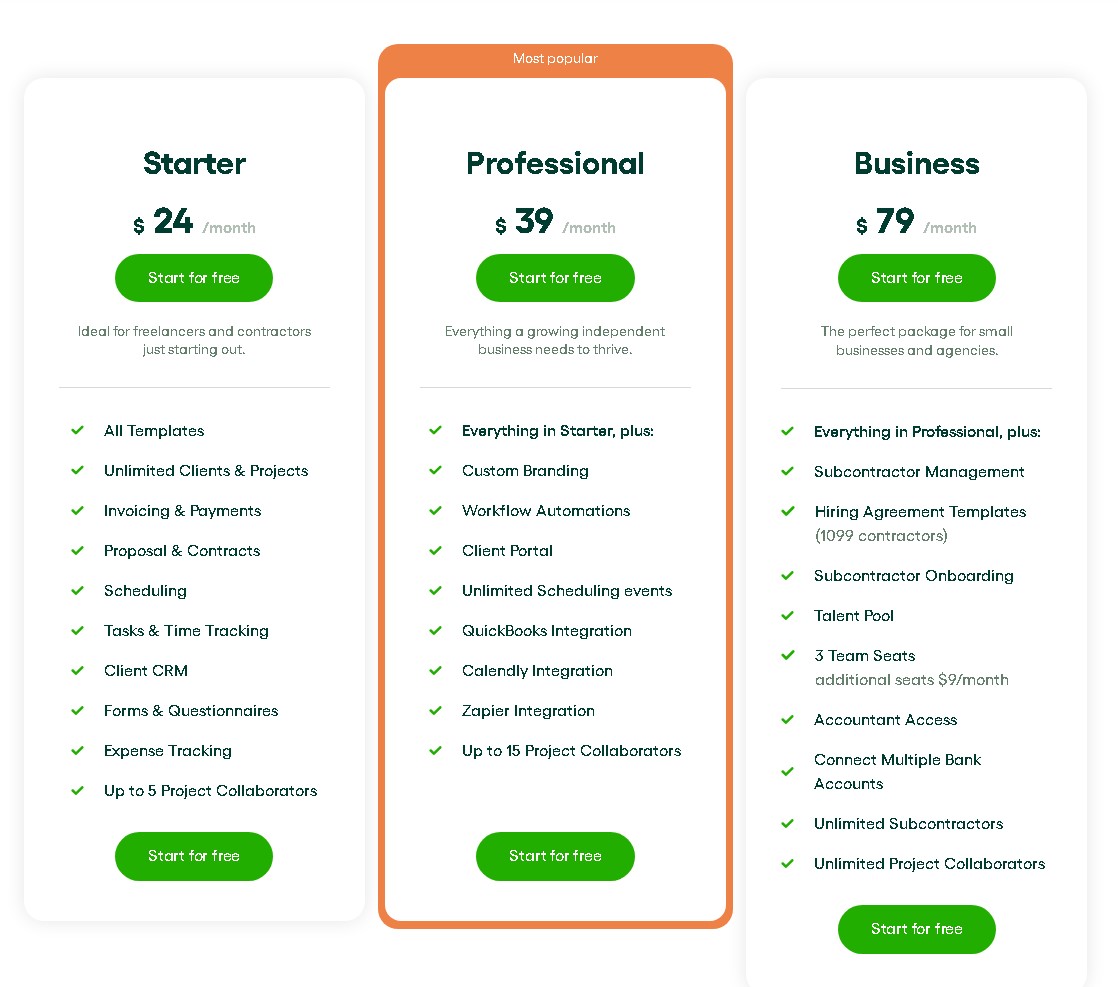 Most popular
Starter
$ 24 /month
Start for free
Ideal for freelancers and contractors
just starting out.
All Templates
Unlimited Clients & Projects
Invoicing & Payments
Proposal & Contracts
Scheduling
Tasks & Time Tracking
Client CRM
Forms & Questionnaires
Expense Tracking
Up to 5 Project Collaborators
Start for free
Professional
$ 39 /month
Start for free
Everything a growing independent
business needs to thrive.
Everything in Starter, plus:
Custom Branding
Workflow Automations
Client Portal
Unlimited Scheduling events
QuickBooks Integration
Calendly Integration
Zapier Integration
Up to 15 Project Collaborators
Start for free
Business
$ 79 /month
Start for free
The perfect package for small
businesses and agencies.
Everything in Professional, plus:
Subcontractor Management
Hiring Agreement Templates
(1099 contractors)
Subcontractor Onboarding
Talent Pool
3 Team Seats
additional seats $9/month
Accountant Access
Connect Multiple Bank
Accounts
Unlimited Subcontractors
Unlimited Project Collaborators
Start for free